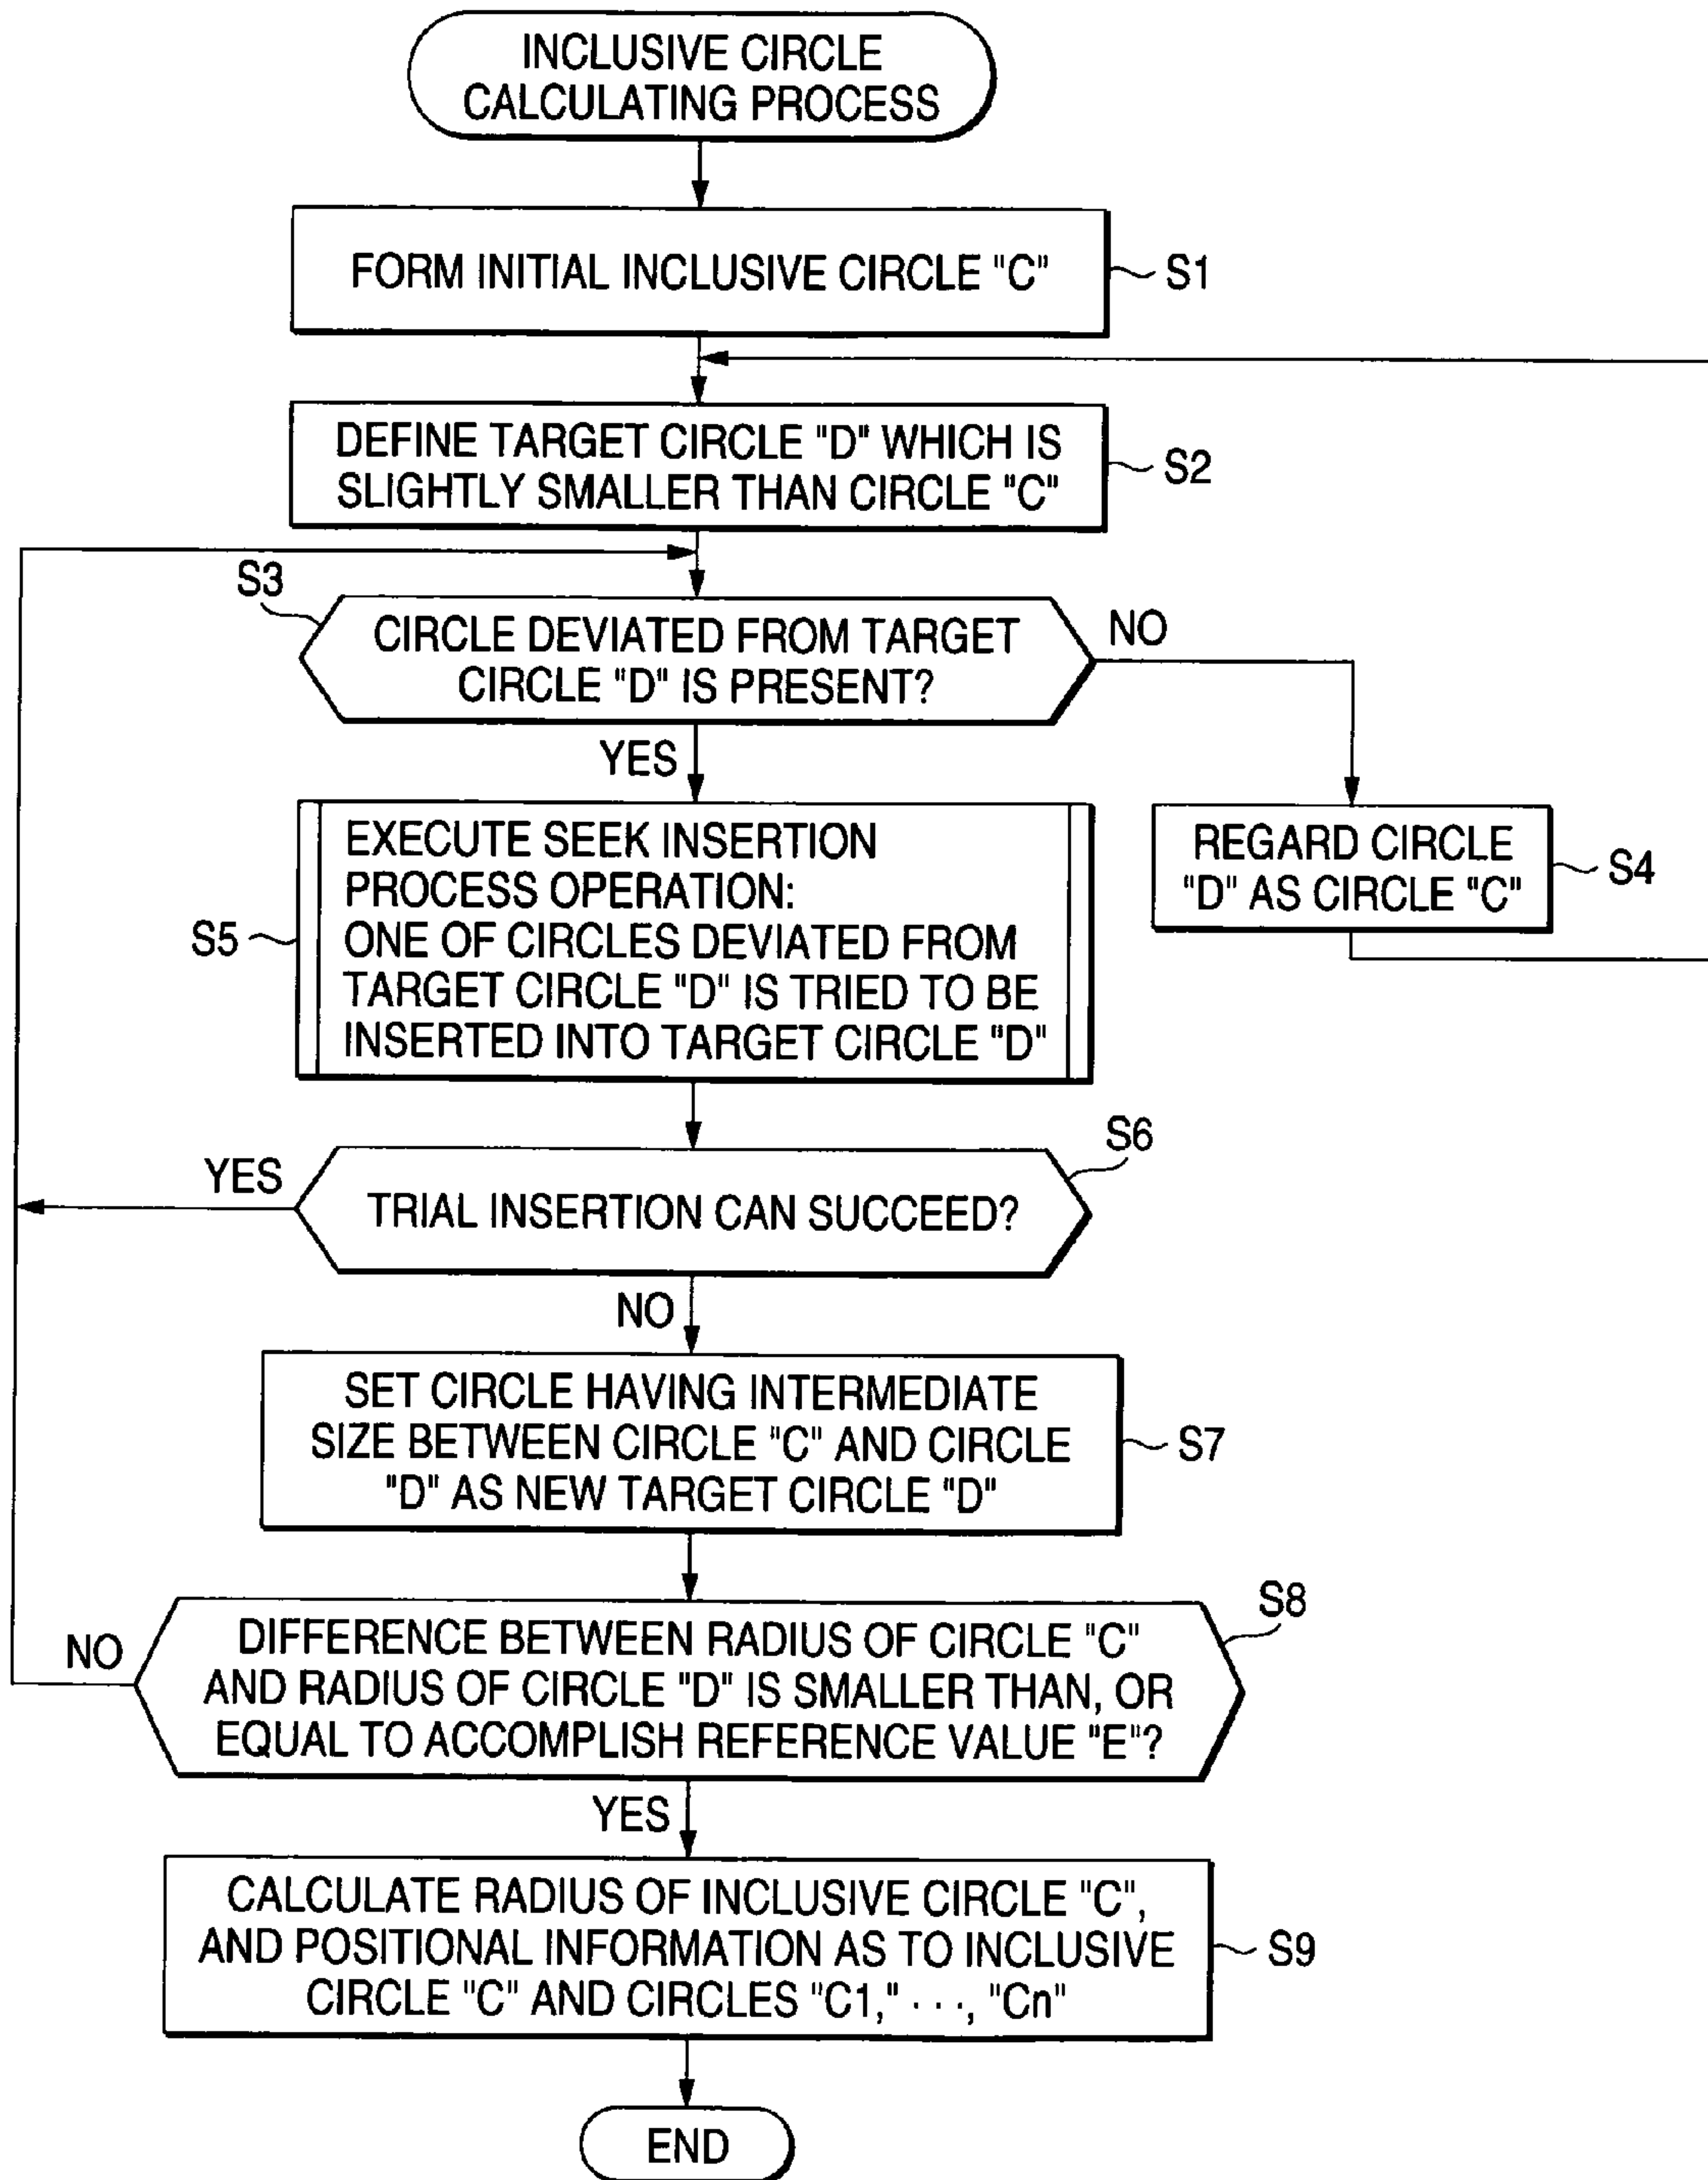 INCLUSIVE CIRCLE
CALCULATING PROCESS
FORM INITIAL INCLUSIVE CIRCLE "C"
S1
DEFINE TARGET CIRCLE "D" WHICH IS
SLIGHTLY SMALLER THAN CIRCLE "C"
S2
S3
CIRCLE DEVIATED FROM TARGET
CIRCLE "D" IS PRESENT?
NO
YES
REGARD CIRCLE
"D" AS CIRCLE "C"
S4
EXECUTE SEEK INSERTION
PROCESS OPERATION:
ONE OF CIRCLES DEVIATED FROM
TARGET CIRCLE "D" IS TRIED TO BE
INSERTED INTO TARGET CIRCLE "D"
S5
S6
YES
TRIAL INSERTION CAN SUCCEED?
NO
SET CIRCLE HAVING INTERMEDIATE
SIZE BETWEEN CIRCLE "C" AND CIRCLE
"D" AS NEW TARGET CIRCLE "D"
S7
S8
NO
DIFFERENCE BETWEEN RADIUS OF CIRCLE "C"
AND RADIUS OF CIRCLE "D" IS SMALLER THAN, OR
EQUAL TO ACCOMPLISH REFERENCE VALUE "E"?
YES
CALCULATE RADIUS OF INCLUSIVE CIRCLE "C",
AND POSITIONAL INFORMATION AS TO INCLUSIVE
CIRCLE "C" AND CIRCLES "C1," · · ·, "Cn"
S9
END